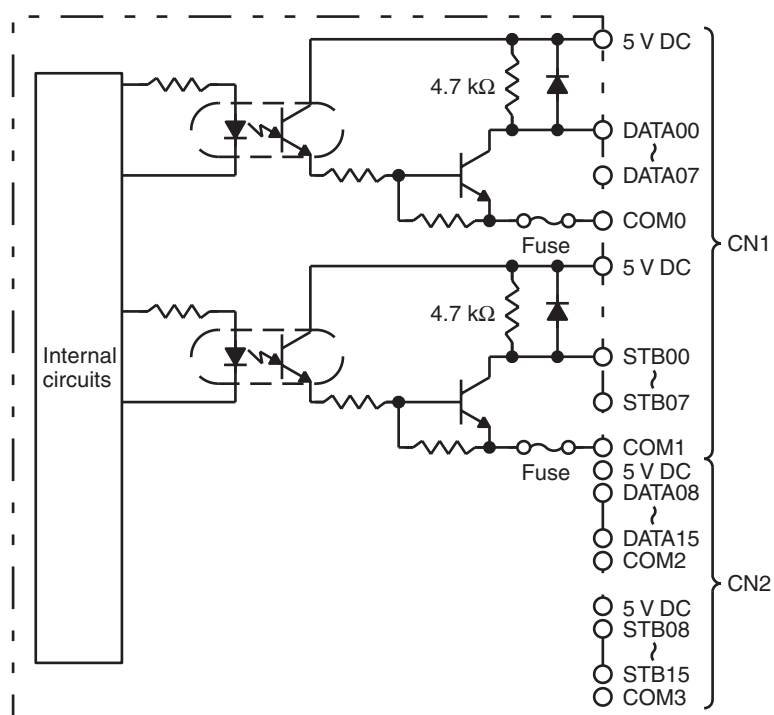 5 V DC
4.7 kΩ
DATA00
~
DATA07
COM0
Fuse
CN1
5 V DC
4.7 kΩ
Internal
circuits
STB00
~
STB07
COM1
Fuse
5 V DC
DATA08
~
DATA15
COM2
CN2
5 V DC
STB08
~
STB15
COM3